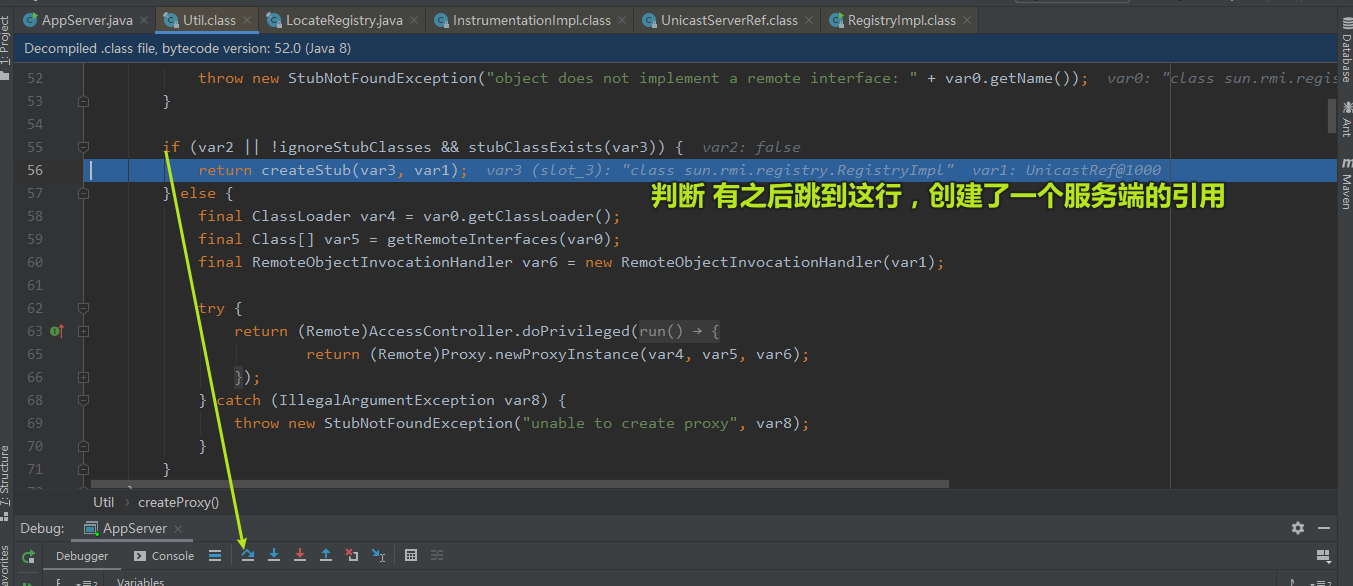 AppServer.java Util.class LocateRegistry.java InstrumentationImpl.class UnicastServerRef.class RegistryImpl.class
Decompiled .class file, bytecode version: 52.0 (Java 8)
52 throw new StubNotFoundException("object does not implement a remote interface: " + var0.getName()); var0: "class sun.rmi.regis
53 }
54
55 if (var2 || !ignoreStubClasses && stubClassExists(var3)) { var2: false
56 return createStub(var3, var1); var3 (slot_3): "class sun.rmi.registry.RegistryImpl" var1: UnicastRef@1000
57 } else {
判断 有之后跳到这行，创建了一个服务端的引用
58 final ClassLoader var4 = var0.getClassLoader();
59 final Class[] var5 = getRemoteInterfaces(var0);
60 final RemoteObjectInvocationHandler var6 = new RemoteObjectInvocationHandler(var1);
61
62 try {
63 return (Remote)AccessController.doPrivileged(run() → {
65 return (Remote)Proxy.newProxyInstance(var4, var5, var6);
66 });
68 } catch (IllegalArgumentException var8) {
69 throw new StubNotFoundException("unable to create proxy", var8);
70 }
71 }
Util › createProxy()
Debug: AppServer
Debugger Console
Variables
1: Project
7: Structure
avorites
Database
Ant
Maven